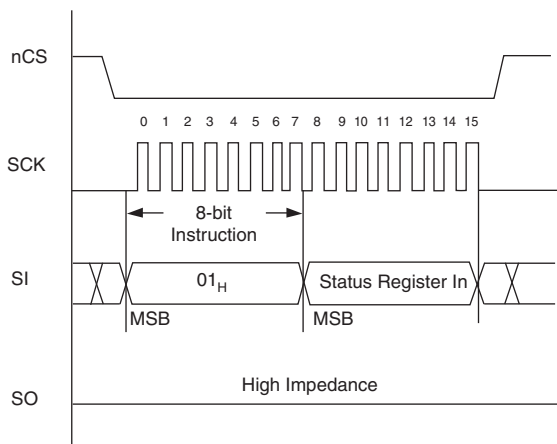 nCS
0 1 2 3 4 5 6 7 8 9 10 11 12 13 14 15
SCK
8-bit
Instruction
SI
01H
Status Register In
MSB
MSB
High Impedance
SO